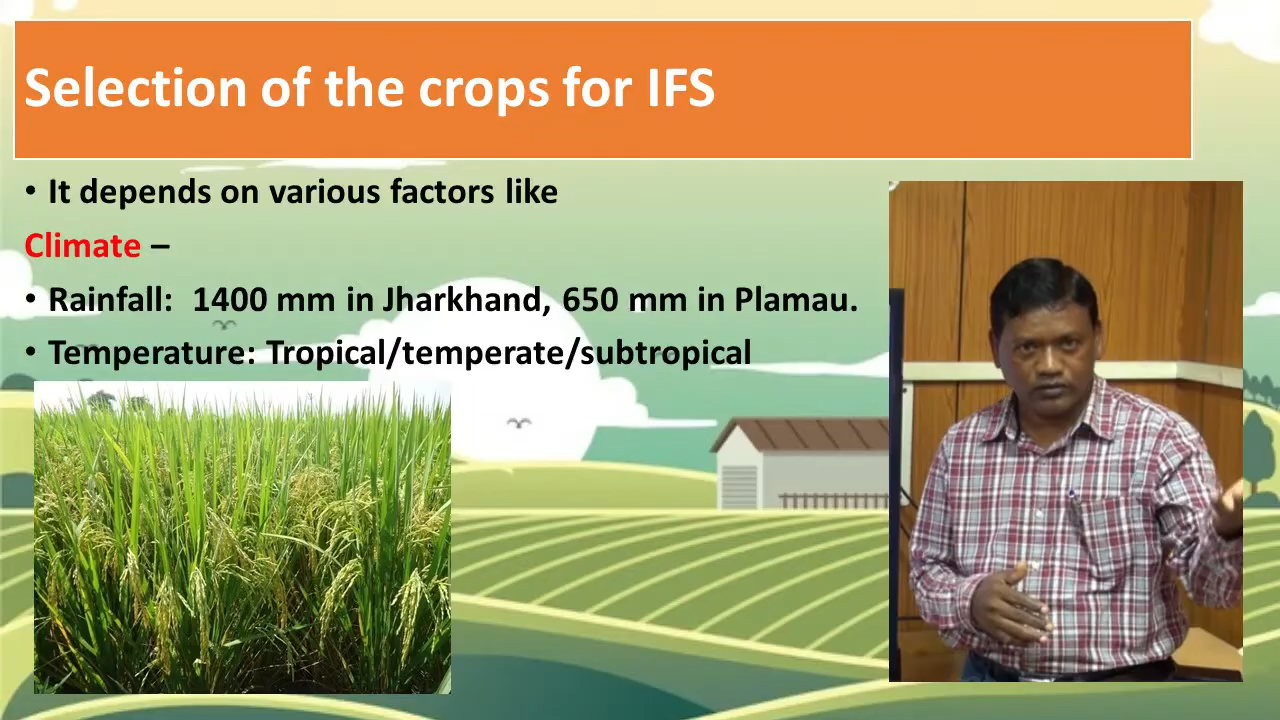 Selection of the crops for IFS
• It depends on various factors like
Climate –
• Rainfall: 1400 mm in Jharkhand, 650 mm in Plamau.
• Temperature: Tropical/temperate/subtropical